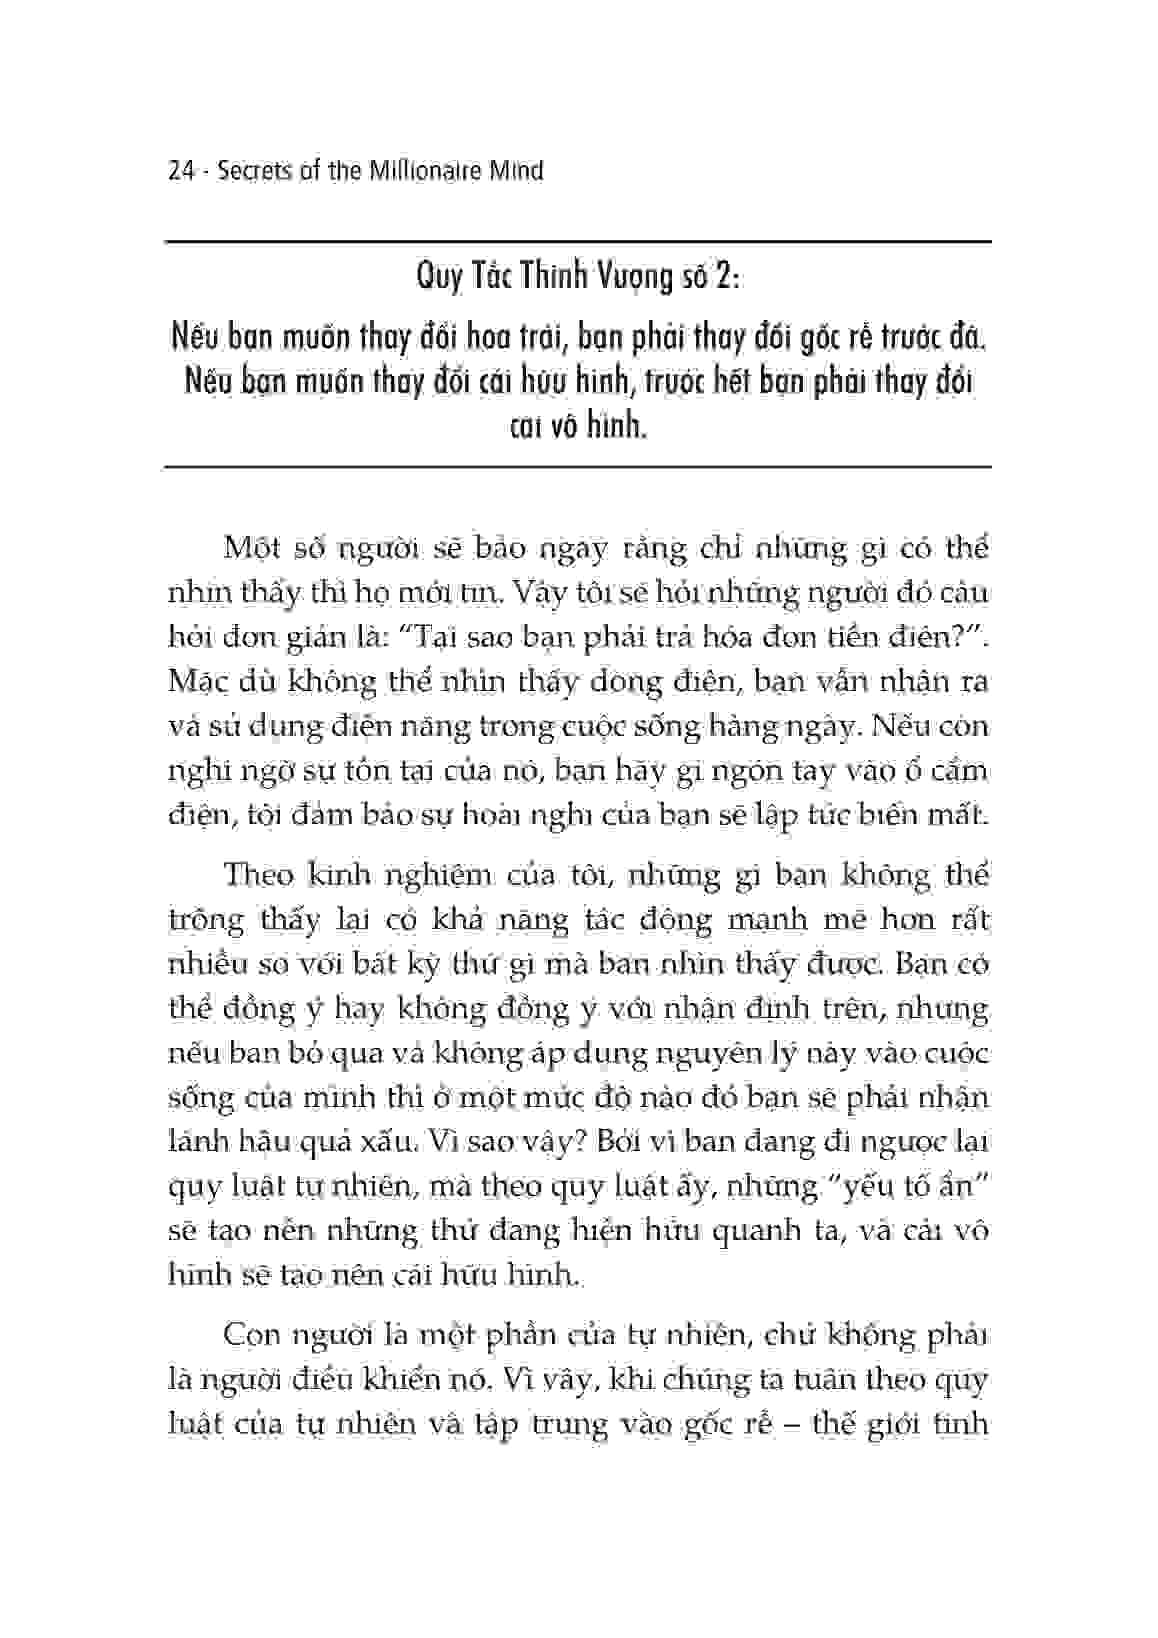 24 - Secrets of the Millionaire Mind
Quy Tắc Thịnh Vượng số 2:
Nếu bạn muốn thay đổi hoa trái, bạn phải thay đổi gốc rễ trước đã.
Nếu bạn muốn thay đổi cái hữu hình, trước hết bạn phải thay đổi
cái vô hình.
Một số người sẽ bảo ngay rằng chỉ những gì có thể
nhìn thấy thì họ mới tin. Vậy tôi sẽ hỏi những người đó câu
hỏi đơn giản là: “Tại sao bạn phải trả hóa đơn tiền điện?”.
Mặc dù không thể nhìn thấy dòng điện, bạn vẫn nhận ra
và sử dụng điện năng trong cuộc sống hàng ngày. Nếu còn
nghi ngờ sự tồn tại của nó, bạn hãy gí ngón tay vào ổ cắm
điện, tôi đảm bảo sự hoài nghi của bạn sẽ lập tức biến mất.
Theo kinh nghiệm của tôi, những gì bạn không thể
trông thấy lại có khả năng tác động mạnh mẽ hơn rất
nhiều so với bất kỳ thứ gì mà bạn nhìn thấy được. Bạn có
thể đồng ý hay không đồng ý với nhận định trên, nhưng
nếu bạn bỏ qua và không áp dụng nguyên lý này vào cuộc
sống của mình thì ở một mức độ nào đó bạn sẽ phải nhận
lãnh hậu quả xấu. Vì sao vậy? Bởi vì bạn đang đi ngược lại
quy luật tự nhiên, mà theo quy luật ấy, những “yếu tố ẩn”
sẽ tạo nên những thứ đang hiện hữu quanh ta, và cái vô
hình sẽ tạo nên cái hữu hình.
Con người là một phần của tự nhiên, chứ không phải
là người điều khiển nó. Vì vậy, khi chúng ta tuân theo quy
luật của tự nhiên và tập trung vào gốc rễ – thế giới tinh